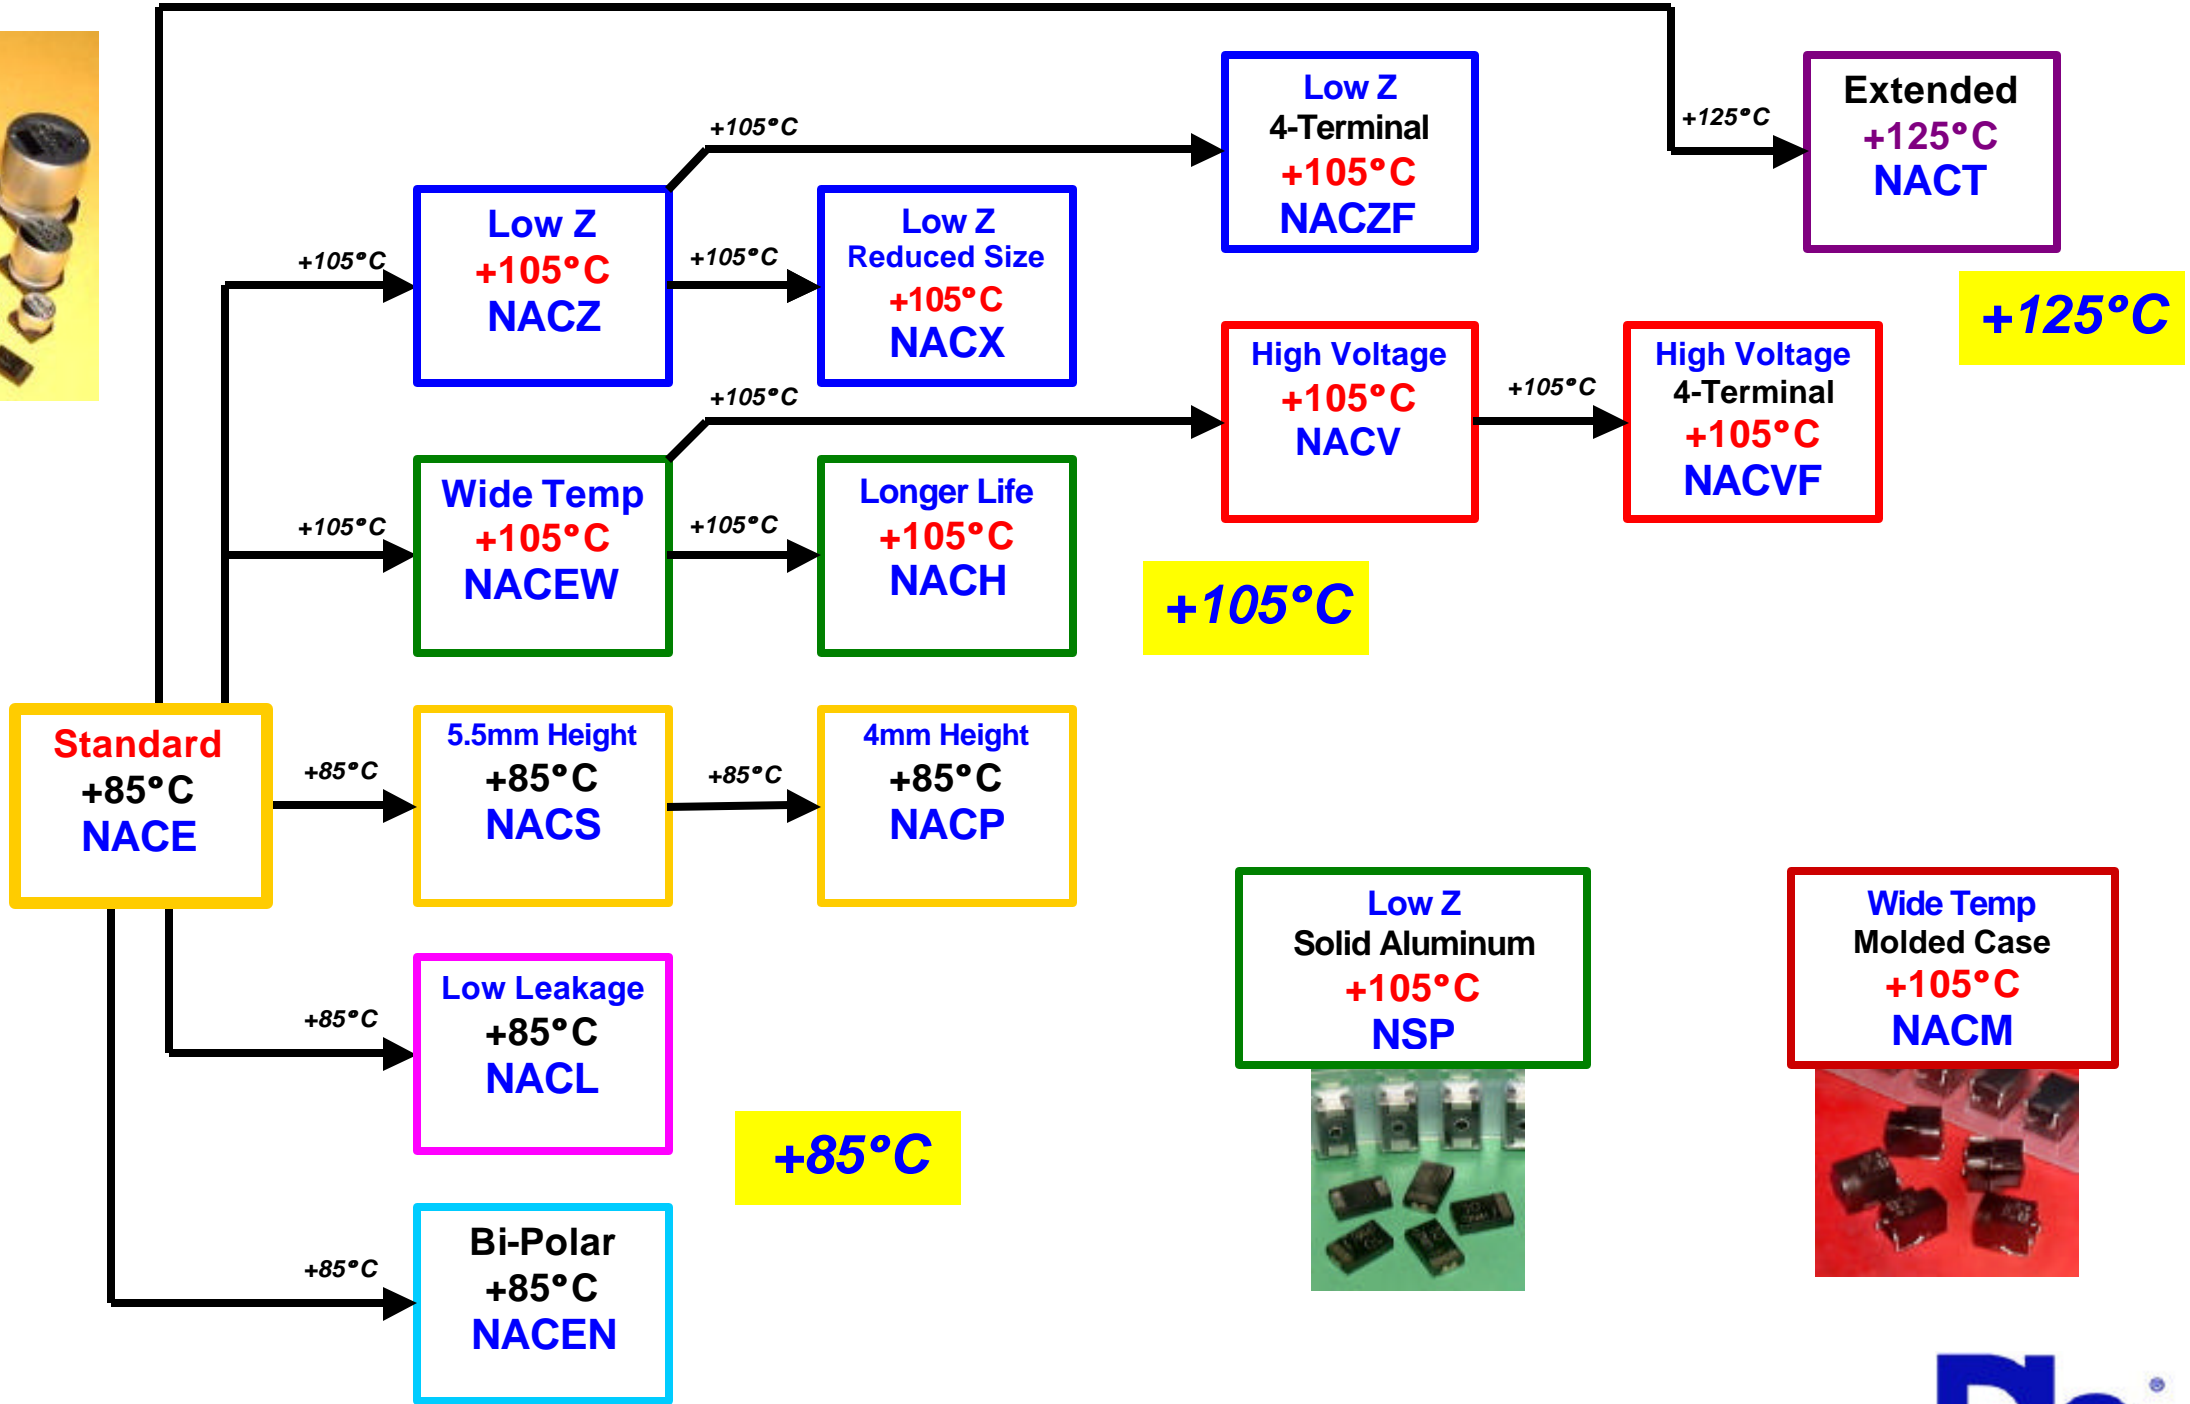 Low Z
4-Terminal
+105°C
NACZF
Extended
+125°C
NACT
+105°C
+125°C
Low Z
+105°C
NACZ
Low Z
Reduced Size
+105°C
NACX
+105°C
+105°C
+125°C
High Voltage
+105°C
NACV
High Voltage
4-Terminal
+105°C
NACVF
+105°C
+105°C
Wide Temp
+105°C
NACEW
Longer Life
+105°C
NACH
+105°C
+105°C
+105°C
Standard
+85°C
NACE
+85°C
5.5mm Height
+85°C
NACS
+85°C
4mm Height
+85°C
NACP
Low Z
Solid Aluminum
+105°C
NSP
Wide Temp
Molded Case
+105°C
NACM
+85°C
Low Leakage
+85°C
NACL
+85°C
+85°C
Bi-Polar
+85°C
NACEN